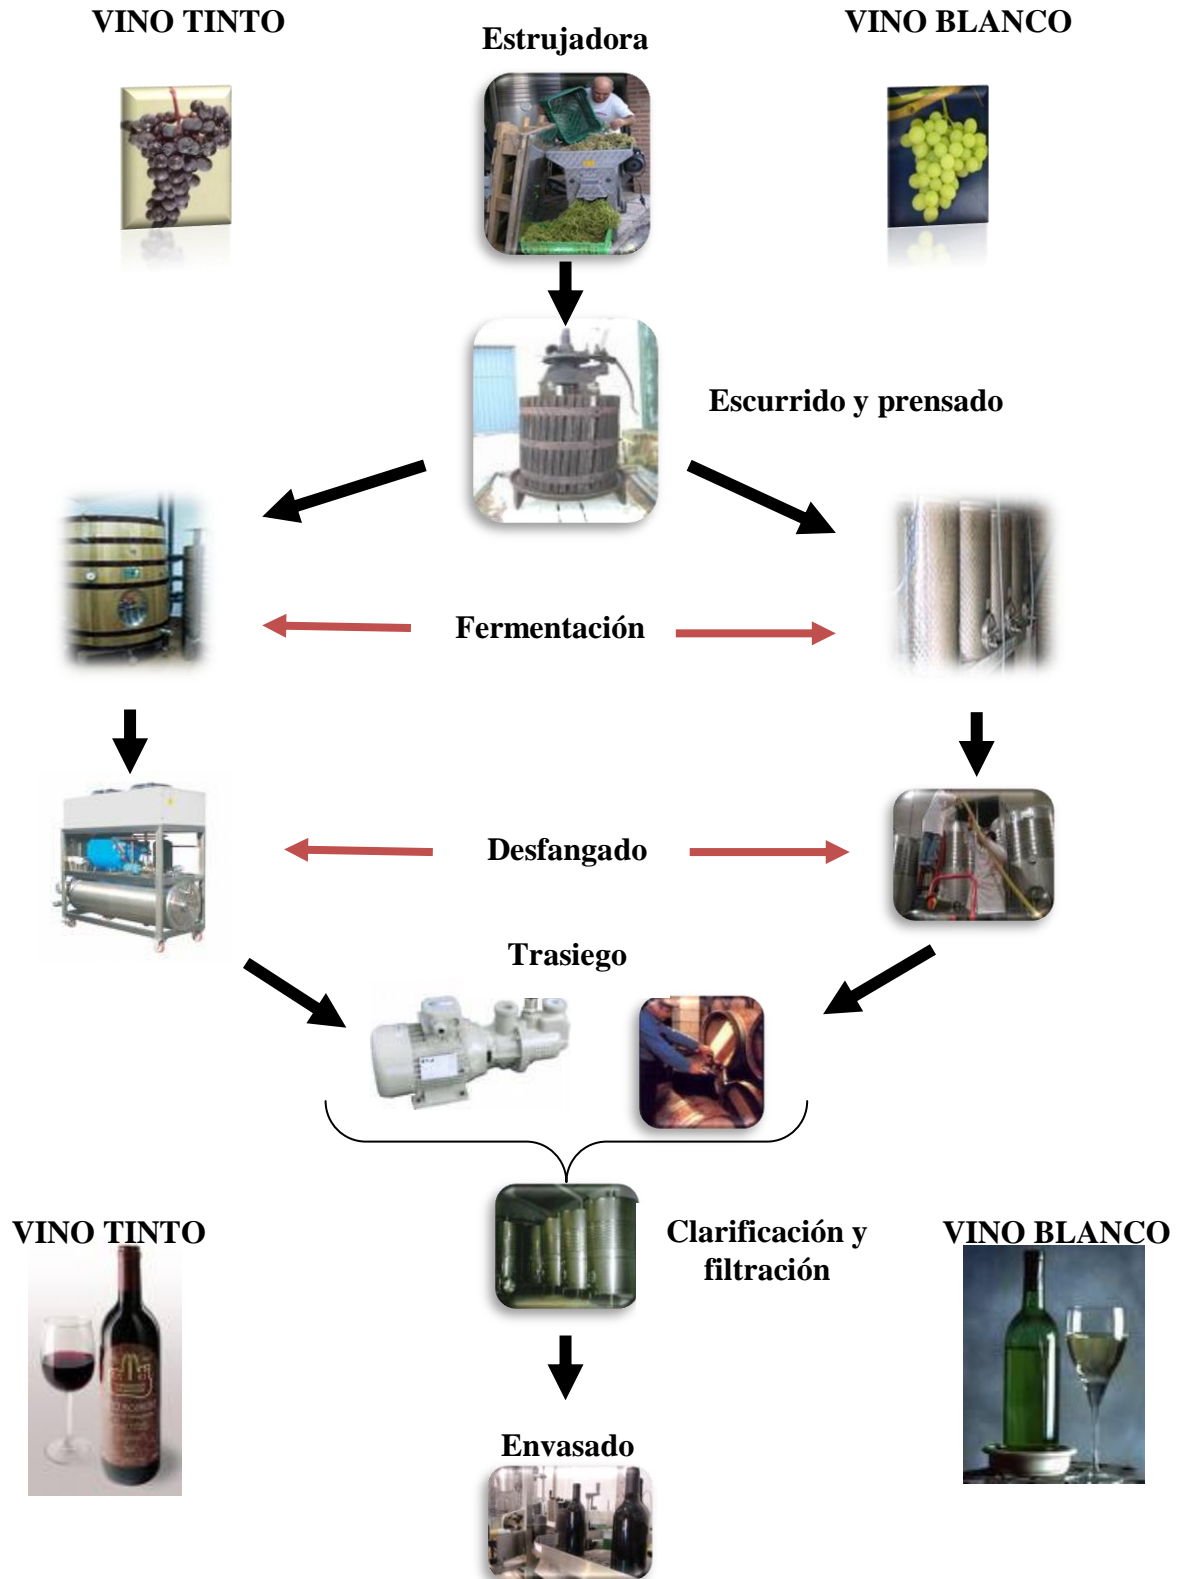 VINO TINTO
Estrujadora
VINO BLANCO
Escurrido y prensado
Fermentación
Desfangado
Trasiego
VINO TINTO
Clarificación y
filtración
VINO BLANCO
Envasado